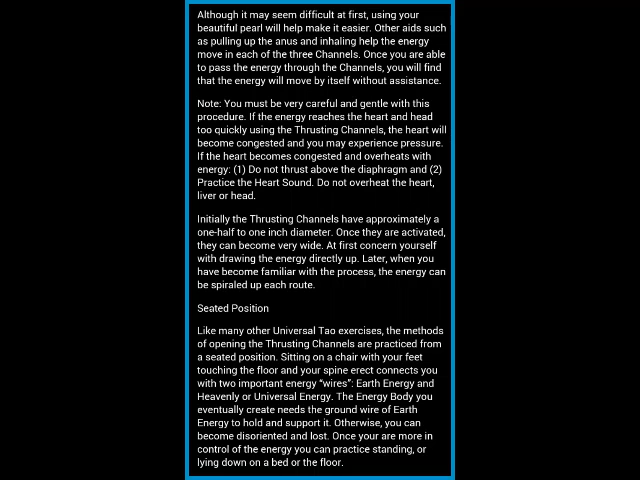 Although it may seem difficult at first, using your
beautiful pearl will help make it easier. Other aids such
as pulling up the anus and inhaling help the energy
move in each of the three Channels. Once you are able
to pass the energy through the Channels, you will find
that the energy will move by itself without assistance.
Note: You must be very careful and gentle with this
procedure. If the energy reaches the heart and head
too quickly using the Thrusting Channels, the heart will
become congested and you may experience pressure.
If the heart becomes congested and overheats with
energy: (1) Do not thrust above the diaphragm and (2)
Practice the Heart Sound. Do not overheat the heart,
liver or head.
Initially the Thrusting Channels have approximately a
one-half to one inch diameter. Once they are activated,
they can become very wide. At first concern yourself
with drawing the energy directly up. Later, when you
have become familiar with the process, the energy can
be spiraled up each route.
Seated Position
Like many other Universal Tao exercises, the methods
of opening the Thrusting Channels are practiced from
a seated position. Sitting on a chair with your feet
touching the floor and your spine erect connects you
with two important energy “wires”: Earth Energy and
Heavenly or Universal Energy. The Energy Body you
eventually create needs the ground wire of Earth
Energy to hold and support it. Otherwise, you can
become disoriented and lost. Once your are more in
control of the energy you can practice standing, or
lying down on a bed or the floor.